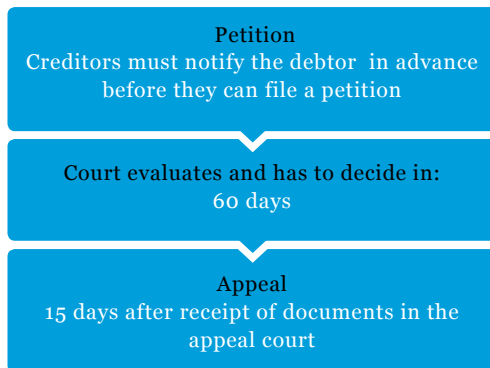 Petition
Creditors must notify the debtor in advance
before they can file a petition
Court evaluates and has to decide in:
60 days
Appeal
15 days after receipt of documents in the
appeal court